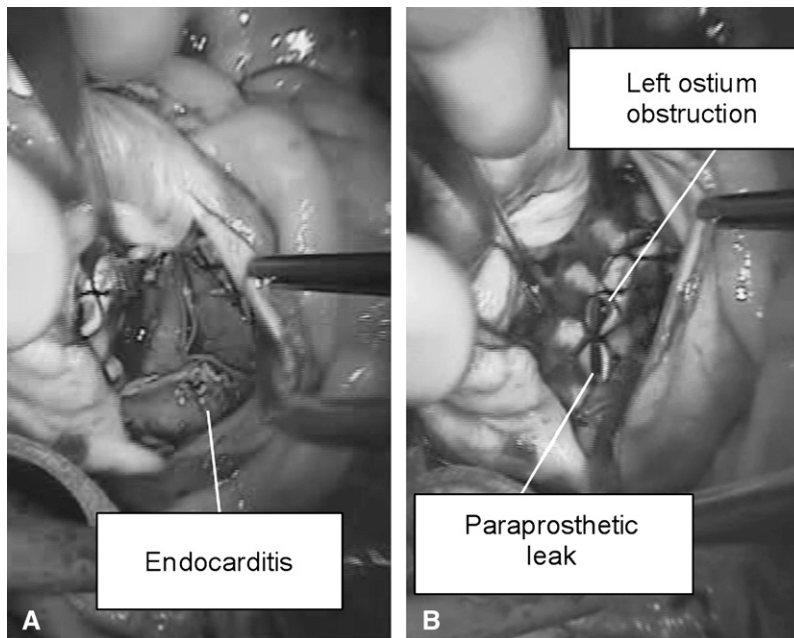 Endocarditis
A
Left ostium
obstruction
Paraprosthetic
leak
B